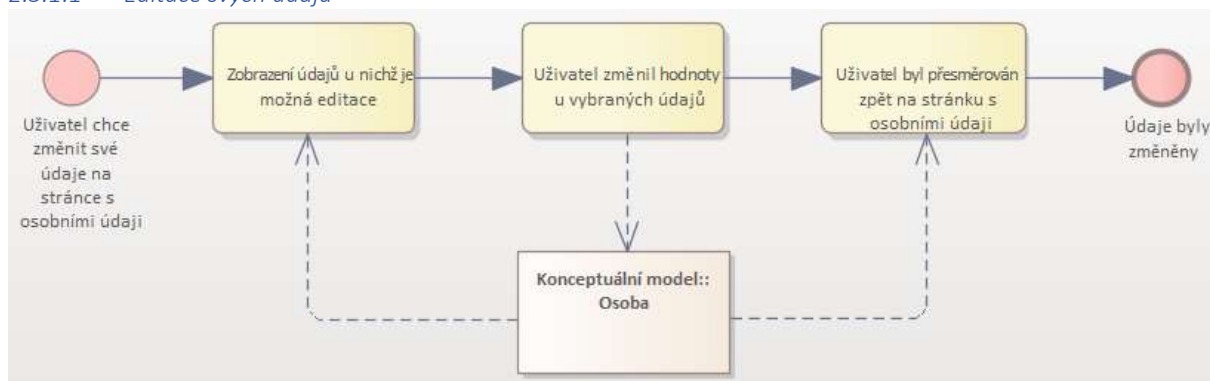 Zobrazení údajů u nichž je
možná editace
Uživatel změnil hodnoty
u vybraných údajů
Uživatel byl přesměrován
zpět na stránku s
osobními údaji
Uživatel chce
změnit své
údaje na
stránce s
osobními údaji
Údaje byly
změněny
Konceptuální model::
Osoba